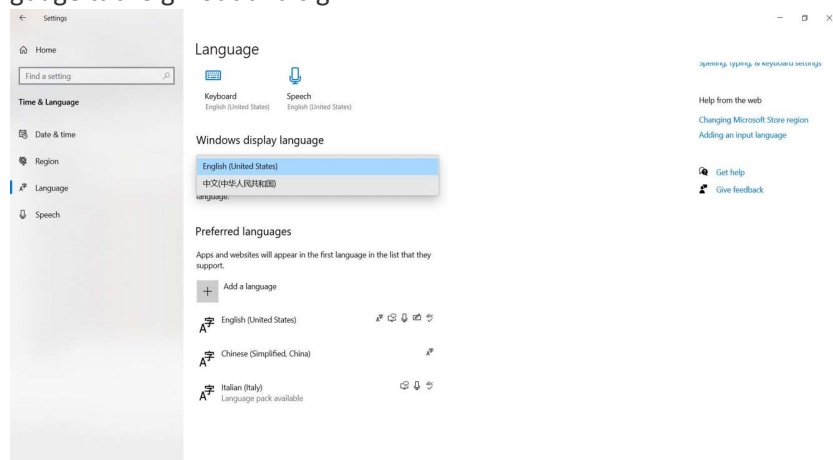 Settings
Home
Find a setting
Time & Language
Date & time
Region
Language
Speech
Language
Keyboard
English (United States)
Speech
English (United States)
Windows display language
English (United States)
中文(中华人民共和国)
language.
Preferred languages
Apps and websites will appear in the first language in the list that they
support.
Add a language
English (United States)
Chinese (Simplified, China)
Italian (Italy)
Language pack available
Spelling, typing, & keyboard settings
Help from the web
Changing Microsoft Store region
Adding an input language
Get help
Give feedback